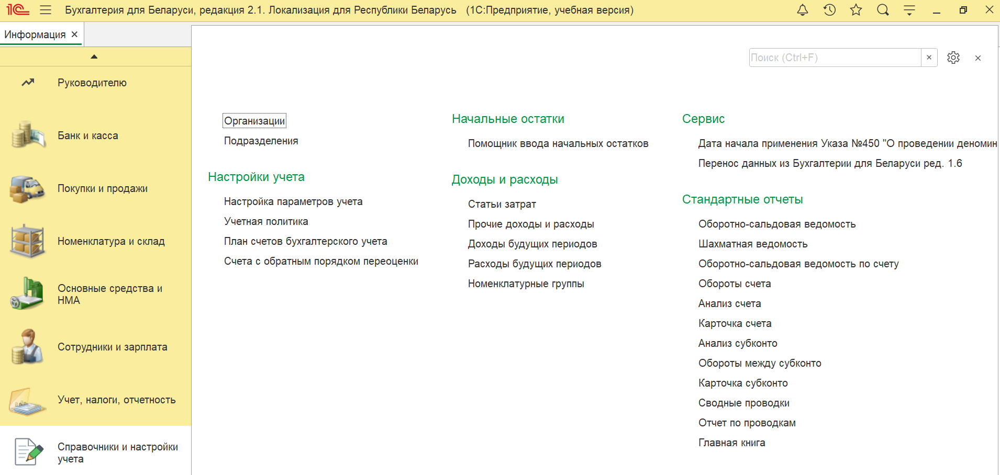 1С Бухгалтерия для Беларуси, редакция 2.1. Локализация для Республики Беларусь (1С:Предприятие, учебная версия)
Информация
Поиск (Ctrl+F)
Руководителю
Банк и касса
Покупки и продажи
Номенклатура и склад
Основные средства и
НМА
Сотрудники и зарплата
Учет, налоги, отчетность
Справочники и настройки
учета
Организации
Подразделения
Настройки учета
Настройка параметров учета
Учетная политика
План счетов бухгалтерского учета
Счета с обратным порядком переоценки
Начальные остатки
Помощник ввода начальных остатков
Доходы и расходы
Статьи затрат
Прочие доходы и расходы
Доходы будущих периодов
Расходы будущих периодов
Номенклатурные группы
Сервис
Дата начала применения Указа №450 "О проведении деномин
Перенос данных из Бухгалтерии для Беларуси ред. 1.6
Стандартные отчеты
Оборотно-сальдовая ведомость
Шахматная ведомость
Оборотно-сальдовая ведомость по счету
Обороты счета
Анализ счета
Карточка счета
Анализ субконто
Обороты между субконто
Карточка субконто
Сводные проводки
Отчет по проводкам
Главная книга